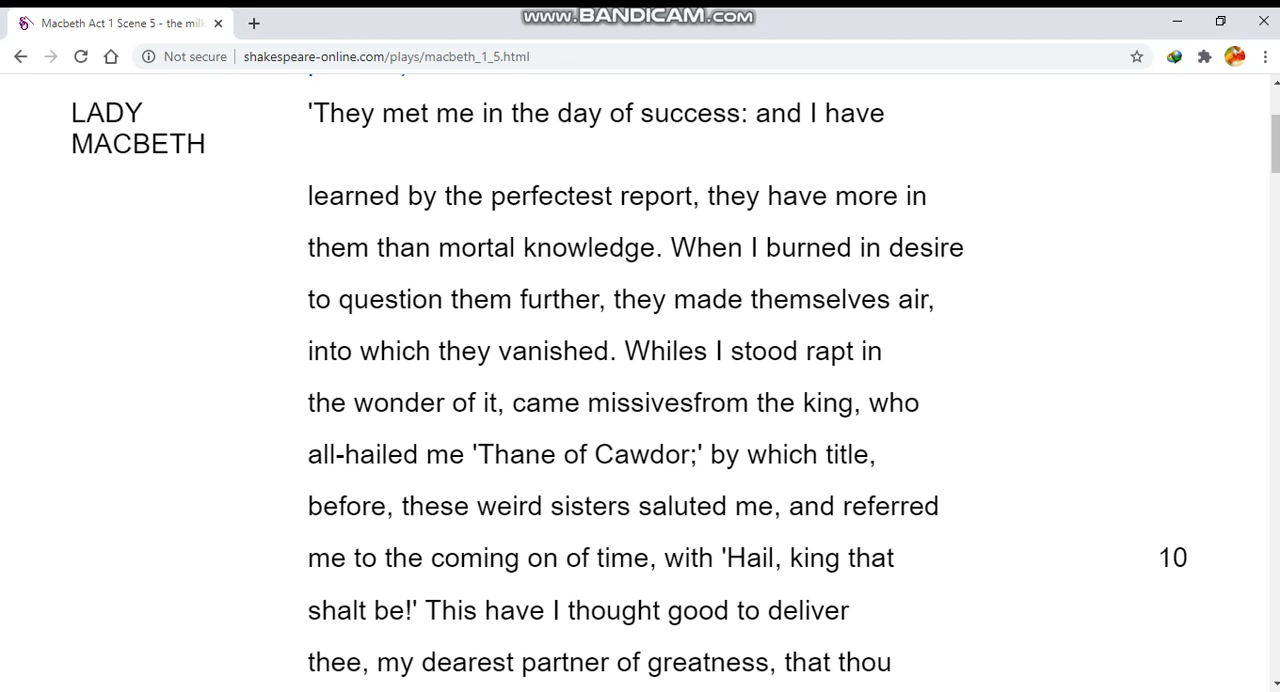 Macbeth Act 1 Scene 5 - the mil
www.BANDICAM.com
Not secure
shakespeare-online.com/plays/macbeth_1_5.html
LADY
MACBETH
'They met me in the day of success: and I have
learned by the perfectest report, they have more in
them than mortal knowledge. When I burned in desire
to question them further, they made themselves air,
into which they vanished. Whiles I stood rapt in
the wonder of it, came missivesfrom the king, who
all-hailed me 'Thane of Cawdor;' by which title,
before, these weird sisters saluted me, and referred
me to the coming on of time, with 'Hail, king that
10
shalt be!' This have I thought good to deliver
thee, my dearest partner of greatness, that thou